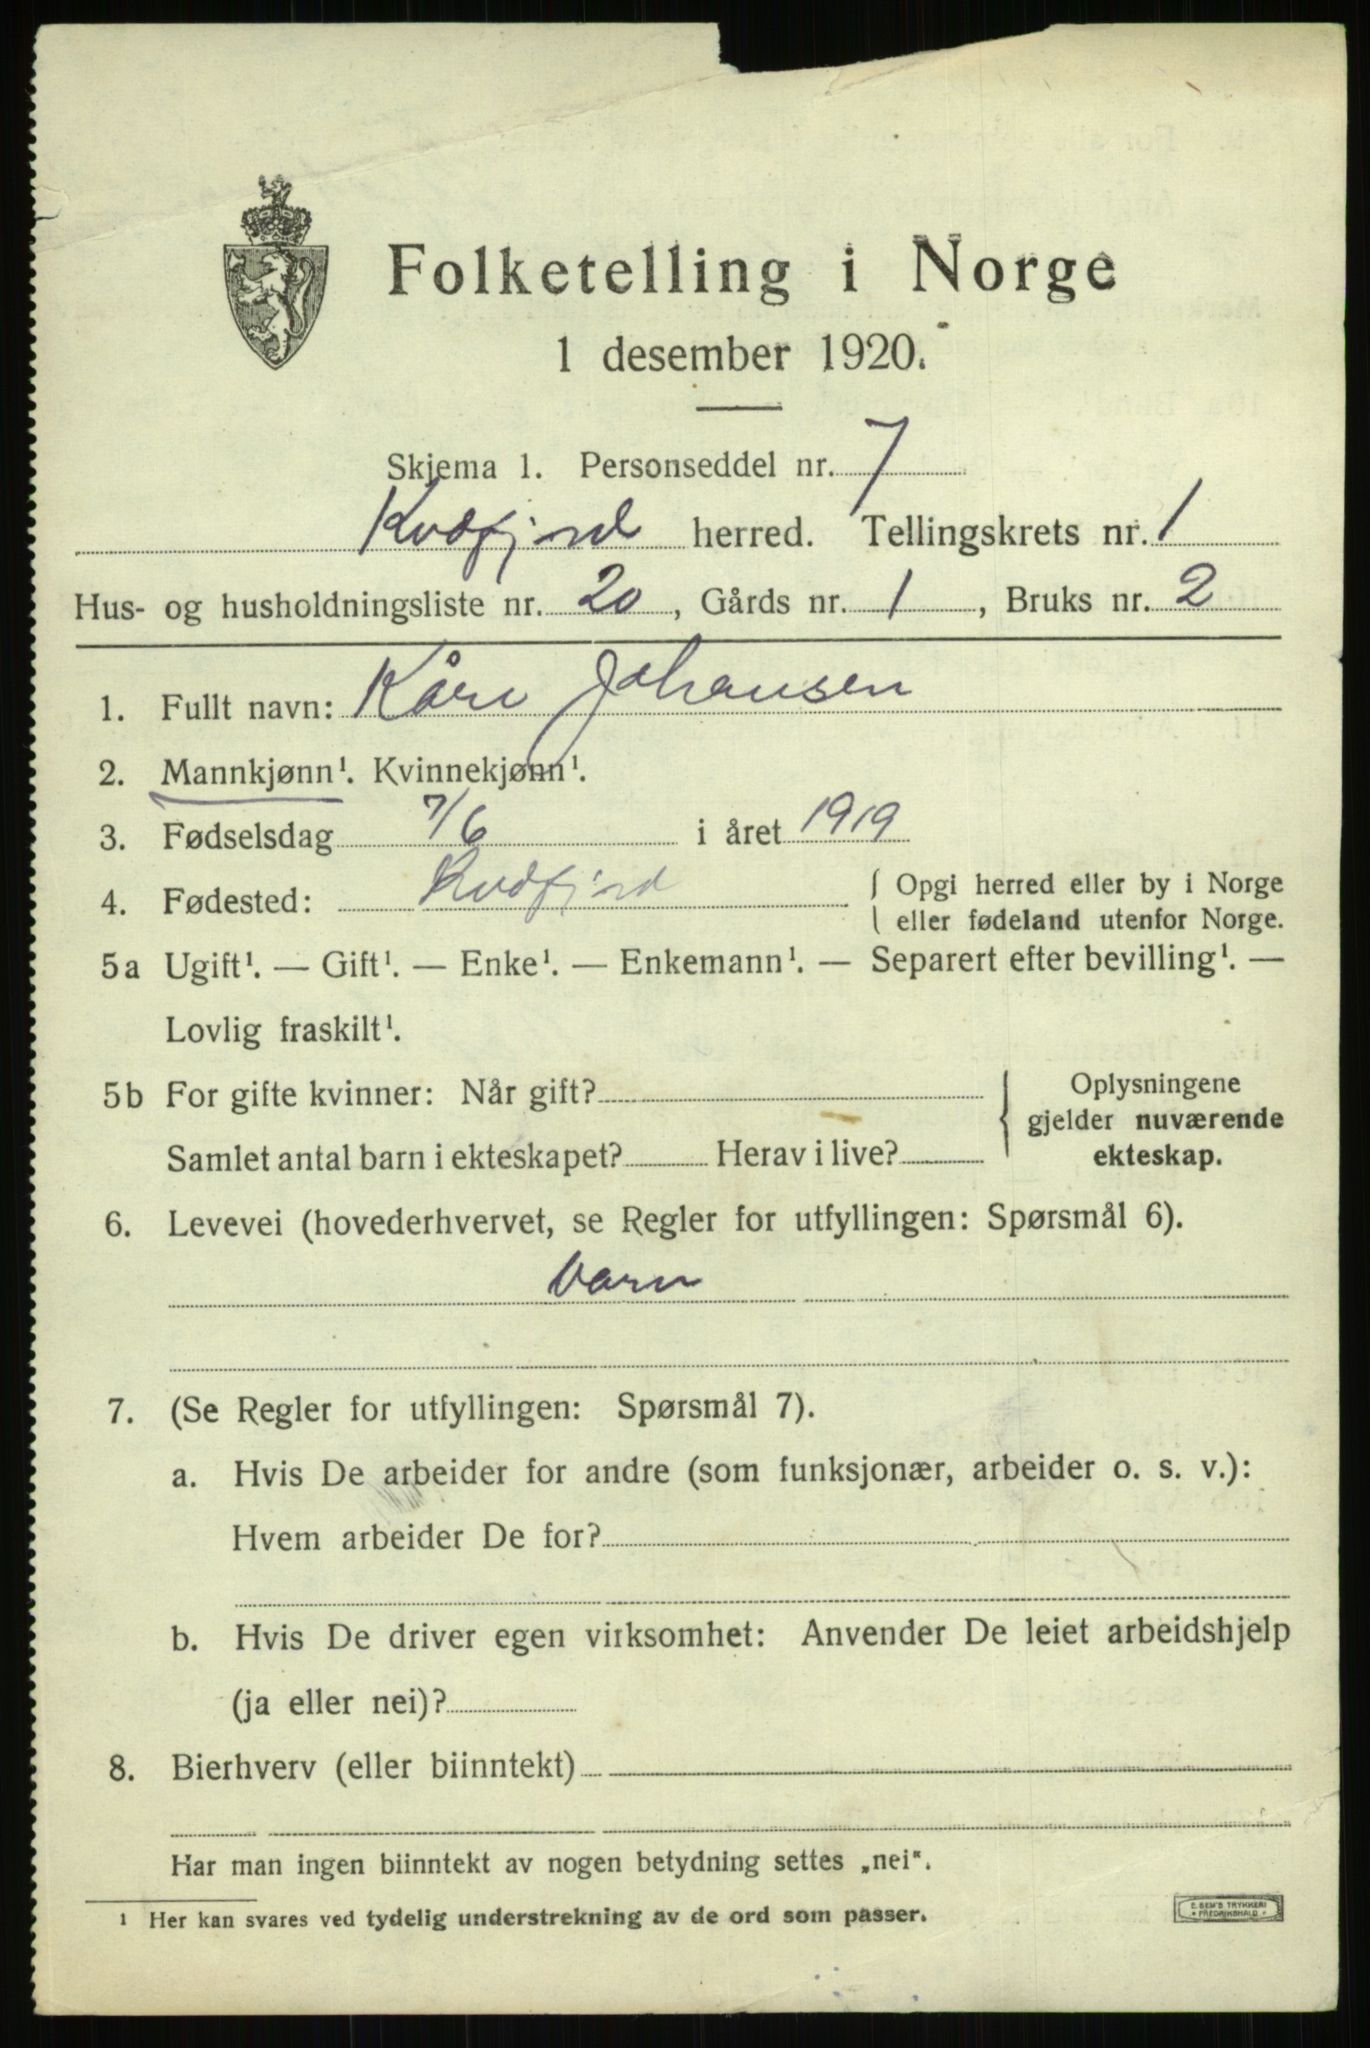 Folketelling i Norge
1 desember 1920.
Skjema 1. Personseddel nr. 7
Kvæfjord herred. Tellingskrets nr. 1
Hus- og husholdningsliste nr. 20, Gårds nr. 1, Bruks nr. 2
1. Fullt navn: Kåre Johansen
2. Mannkjønn¹. Kvinnekjønn¹.
3. Fødselsdag 7/6 i året 1919
4. Fødested: Kvæfjord { Opgi herred eller by i Norge
eller fødeland utenfor Norge.
5a Ugift¹. — Gift¹. — Enke¹. — Enkemann¹. — Separert efter bevilling¹. —
Lovlig fraskilt¹.
5b For gifte kvinner: Når gift? { Oplysningene
gjelder nuværende
Samlet antal barn i ekteskapet? Herav i live? ekteskap.
6. Levevei (hovederhvervet, se Regler for utfyllingen: Spørsmål 6).
barn
7. (Se Regler for utfyllingen: Spørsmål 7).
a. Hvis De arbeider for andre (som funksjonær, arbeider o. s. v.):
Hvem arbeider De for?
b. Hvis De driver egen virksomhet: Anvender De leiet arbeidshjelp
(ja eller nei)?
8. Bierhverv (eller biinntekt)
Har man ingen biinntekt av nogen betydning settes „nei“.
¹ Her kan svares ved tydelig understrekning av de ord som passer.
E. SEM'S TRYKKERI
FREDRIKSHALD